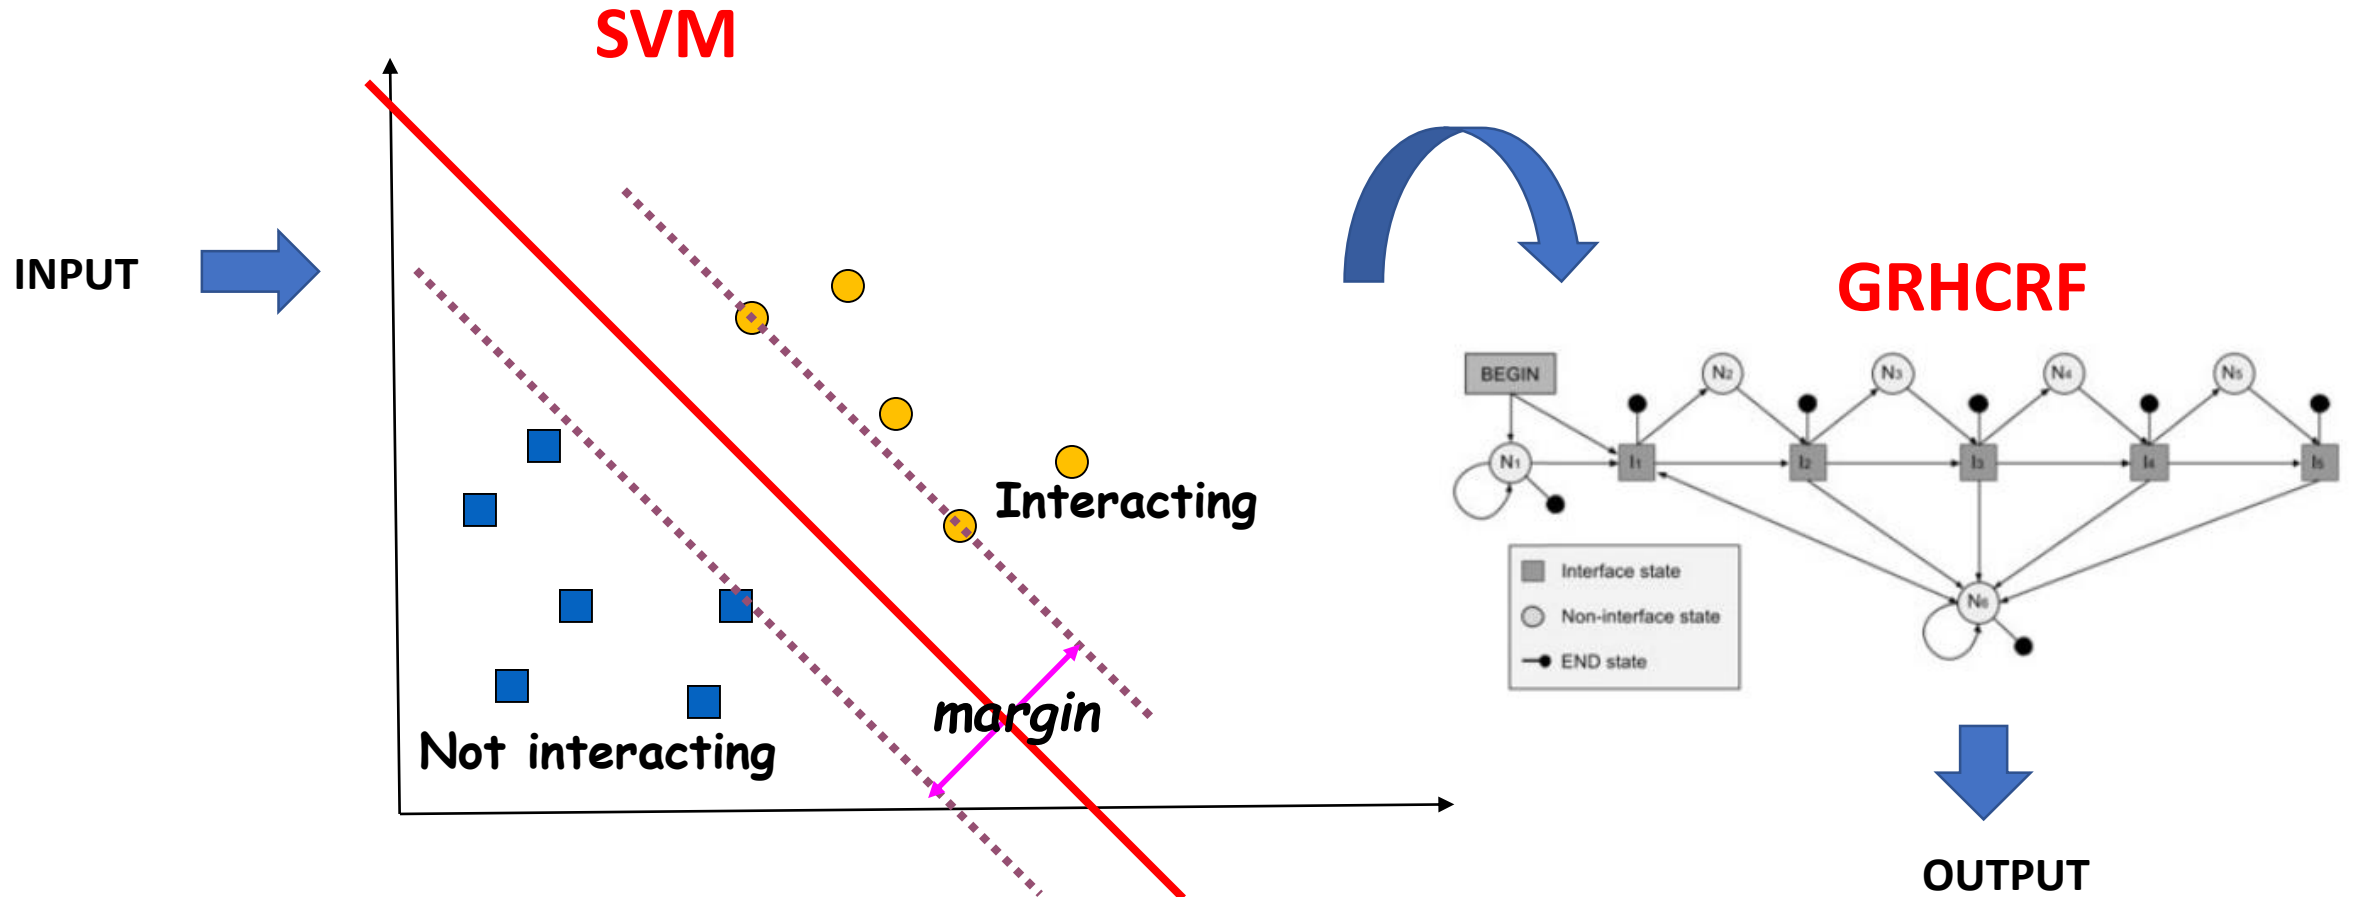 SVM
INPUT
Interacting
margin
Not interacting
GRHCRF
BEGIN
N2
N3
N4
N5
N1
I1
I2
I3
I4
I5
N6
Interface state
Non-interface state
END state
OUTPUT